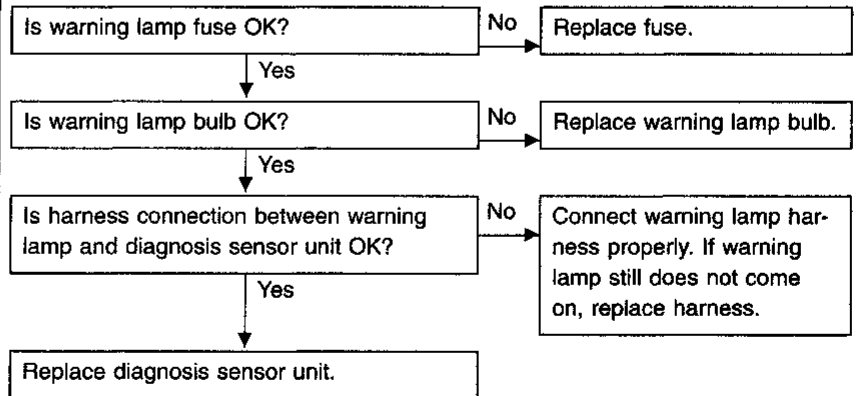 Is warning lamp fuse OK?
No
Replace fuse.
Yes
Is warning lamp bulb OK?
No
Replace warning lamp bulb.
Yes
Is harness connection between warning
lamp and diagnosis sensor unit OK?
No
Connect warning lamp har-
ness properly. If warning
lamp still does not come
on, replace harness.
Yes
Replace diagnosis sensor unit.